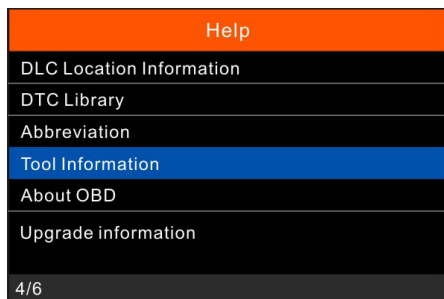 Help
DLC Location Information
DTC Library
Abbreviation
Tool Information
About OBD
Upgrade information
4/6